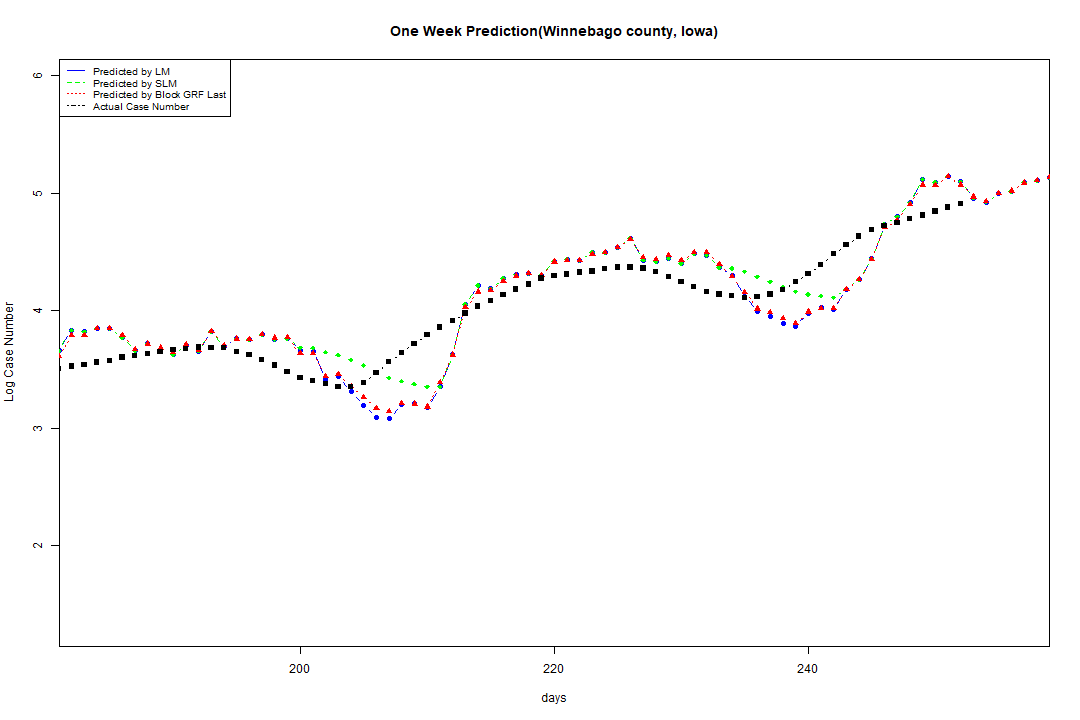 One Week Prediction(Winnebago county, Iowa)
Predicted by LM
Predicted by SLM
Predicted by Block GRF Last
Actual Case Number
6
5
4
3
2
Log Case Number
200
220
240
days